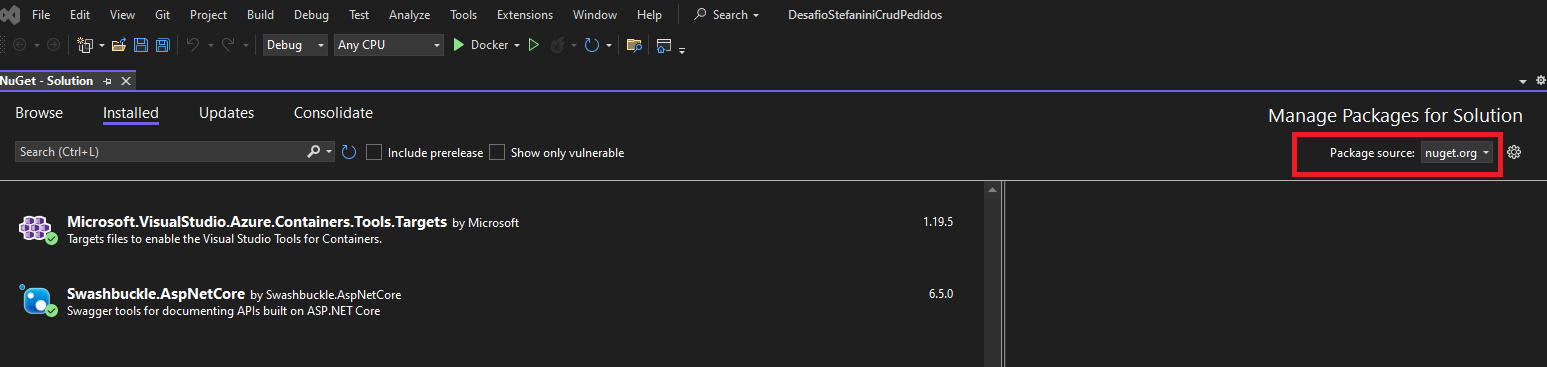 File Edit View Git Project Build Debug Test Analyze Tools Extensions Window Help Search DesafioStefaniniCrudPedidos
Debug Any CPU Docker
NuGet - Solution
Browse Installed Updates Consolidate Manage Packages for Solution
Search (Ctrl+L) Include prerelease Show only vulnerable Package source: nuget.org
Microsoft.VisualStudio.Azure.Containers.Tools.Targets by Microsoft 1.19.5
Targets files to enable the Visual Studio Tools for Containers.
Swashbuckle.AspNetCore by Swashbuckle.AspNetCore 6.5.0
Swagger tools for documenting APIs built on ASP.NET Core